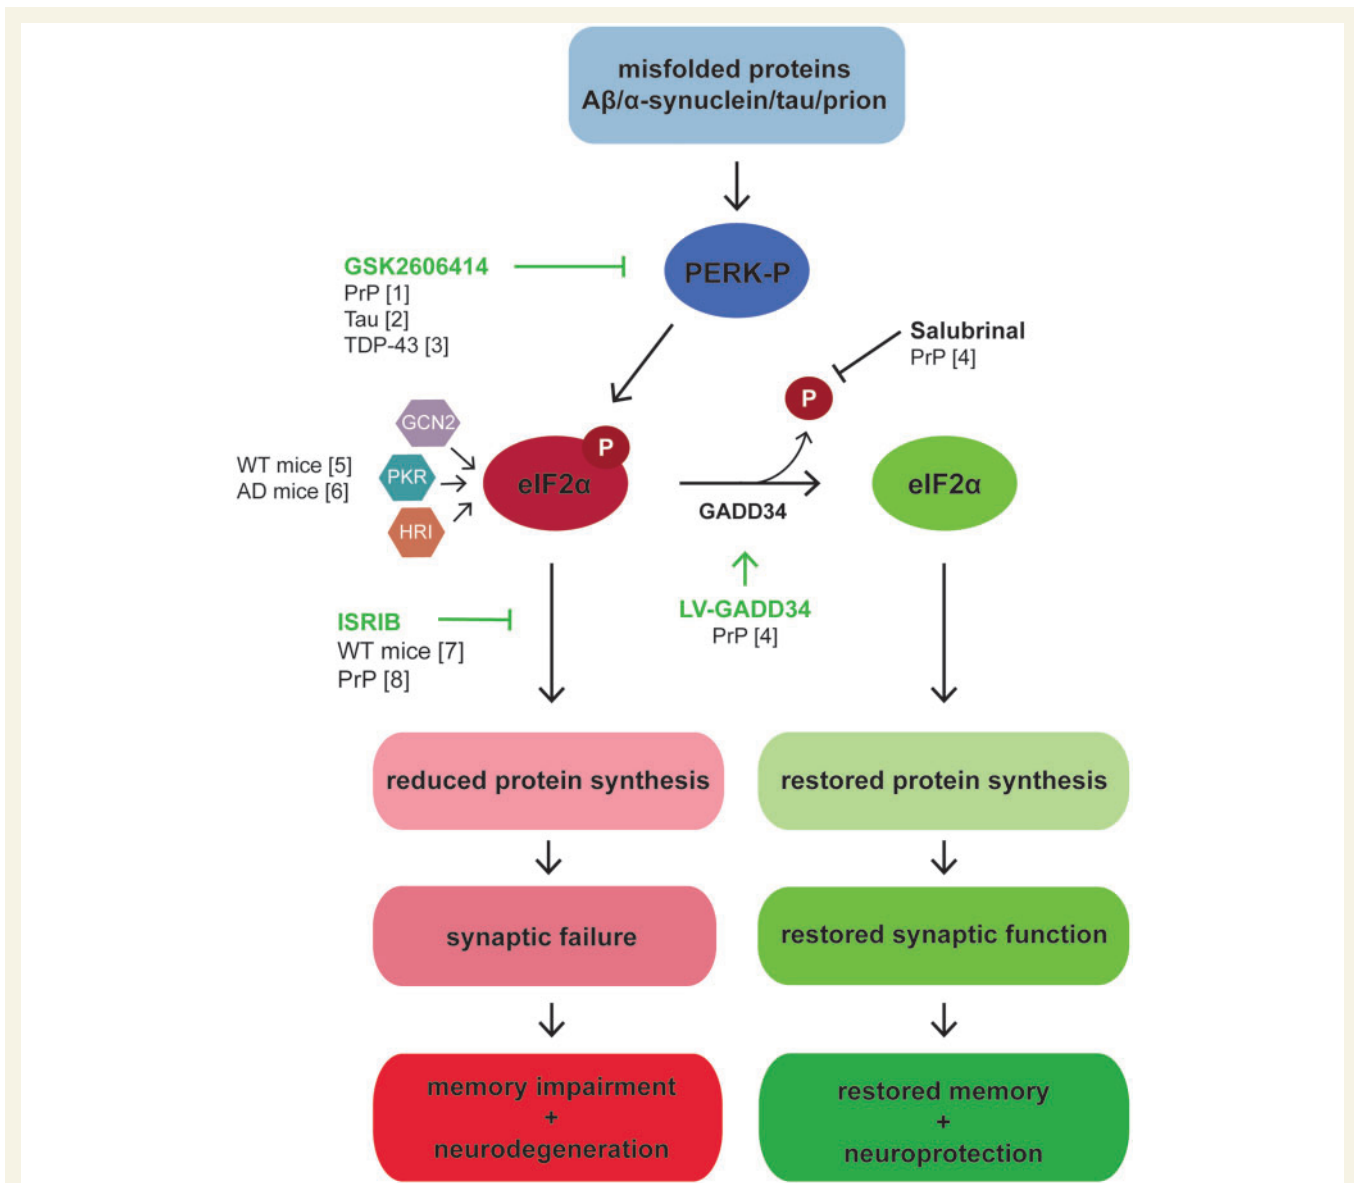 misfolded proteins
Aβ/α-synuclein/tau/prion
PERK-P
GSK2606414
PrP [1]
Tau [2]
TDP-43 [3]
Salubrinal
PrP [4]
P
GCN2
PKR
HRI
WT mice [5]
AD mice [6]
P
eIF2α
GADD34
eIF2α
LV-GADD34
PrP [4]
ISRIB
WT mice [7]
PrP [8]
reduced protein synthesis
restored protein synthesis
synaptic failure
restored synaptic function
memory impairment
+
neurodegeneration
restored memory
+
neuroprotection